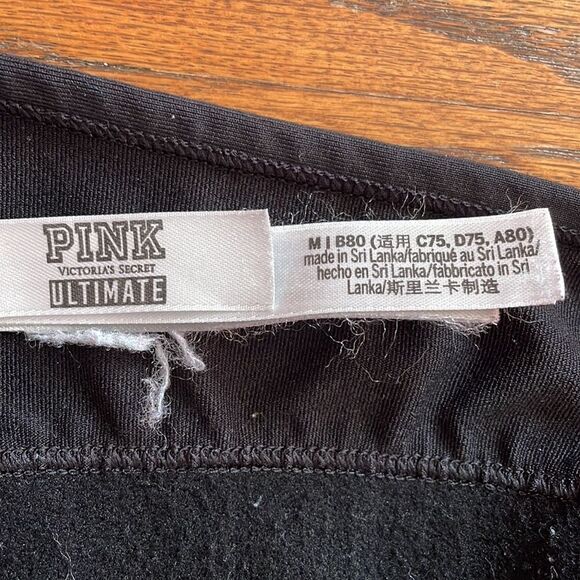 PINK
VICTORIA'S SECRET
ULTIMATE
M | B80 (适用 C75, D75, A80)
made in Sri Lanka/fabriqué au Sri Lanka/
hecho en Sri Lanka/fabbricato in Sri
Lanka/斯里兰卡制造